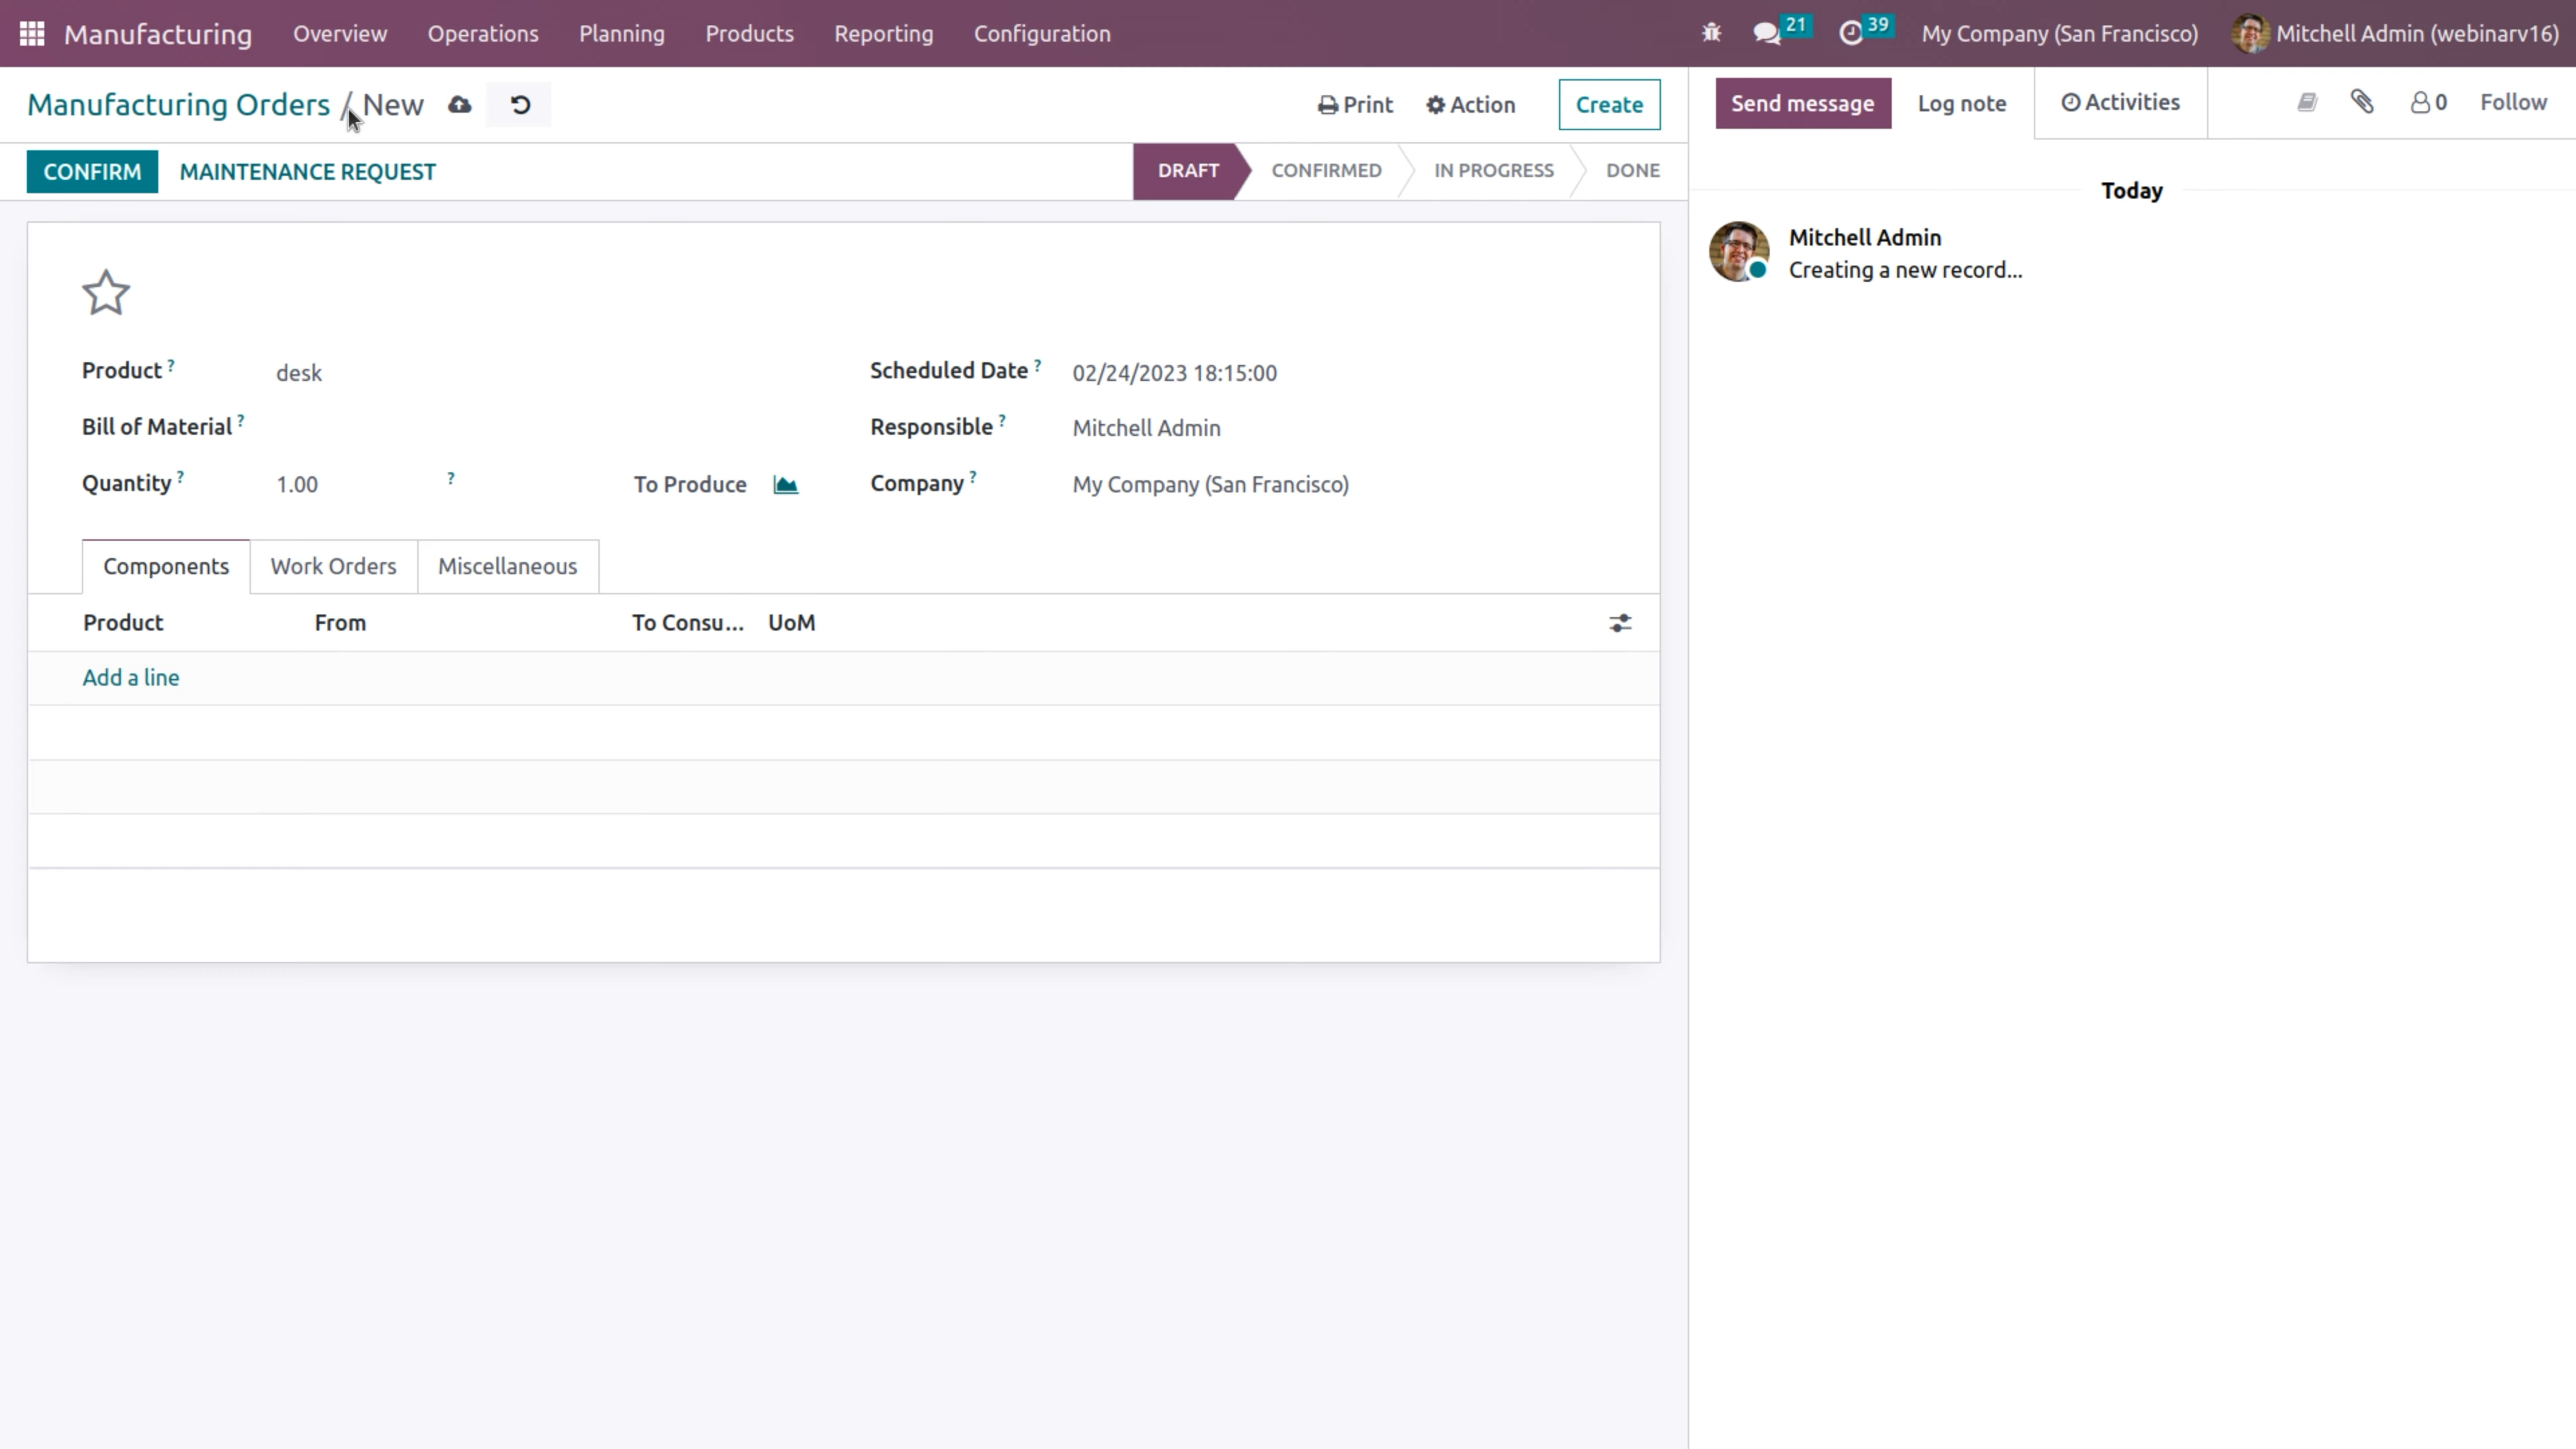 Manufacturing Overview Operations Planning Products Reporting Configuration 21 39 My Company (San Francisco) Mitchell Admin (webinarv16)
Manufacturing Orders / New Print Action Create
CONFIRM MAINTENANCE REQUEST DRAFT CONFIRMED IN PROGRESS DONE
Product ? desk Scheduled Date ? 02/24/2023 18:15:00
Bill of Material ? Responsible ? Mitchell Admin
Quantity ? 1.00 ? To Produce Company ? My Company (San Francisco)
Components Work Orders Miscellaneous
Product From To Consu... UoM
Add a line
Send message Log note Activities 0 Follow
Today
Mitchell Admin
Creating a new record...